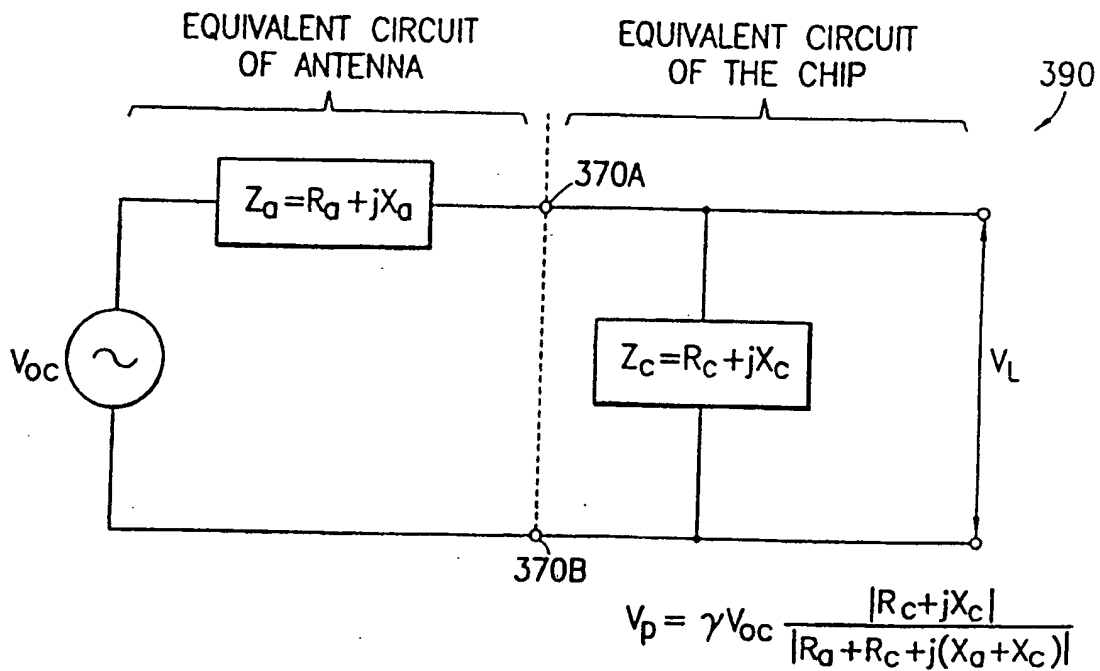 EQUIVALENT CIRCUIT
OF ANTENNA
EQUIVALENT CIRCUIT
OF THE CHIP
390
370A
Za=Ra+jXa
Zc=Rc+jXc
Voc
VL
370B
Vp = γVoc |Rc+jXc| / |Ra+Rc+j(Xa+Xc)|